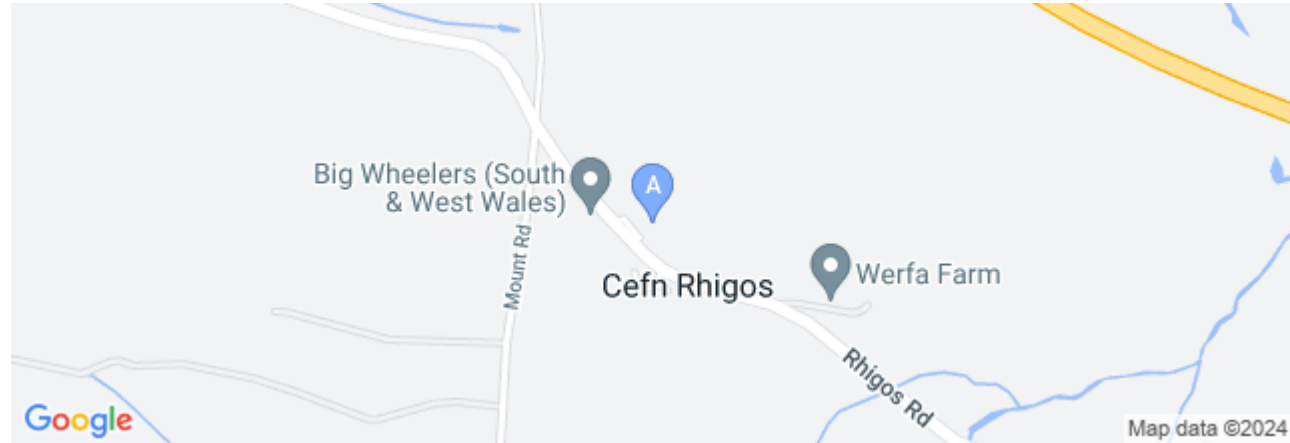 Big Wheelers (South
& West Wales)
A
Mount Rd
Cefn Rhigos
Werfa Farm
Rhigos Rd
Google
Map data ©2024